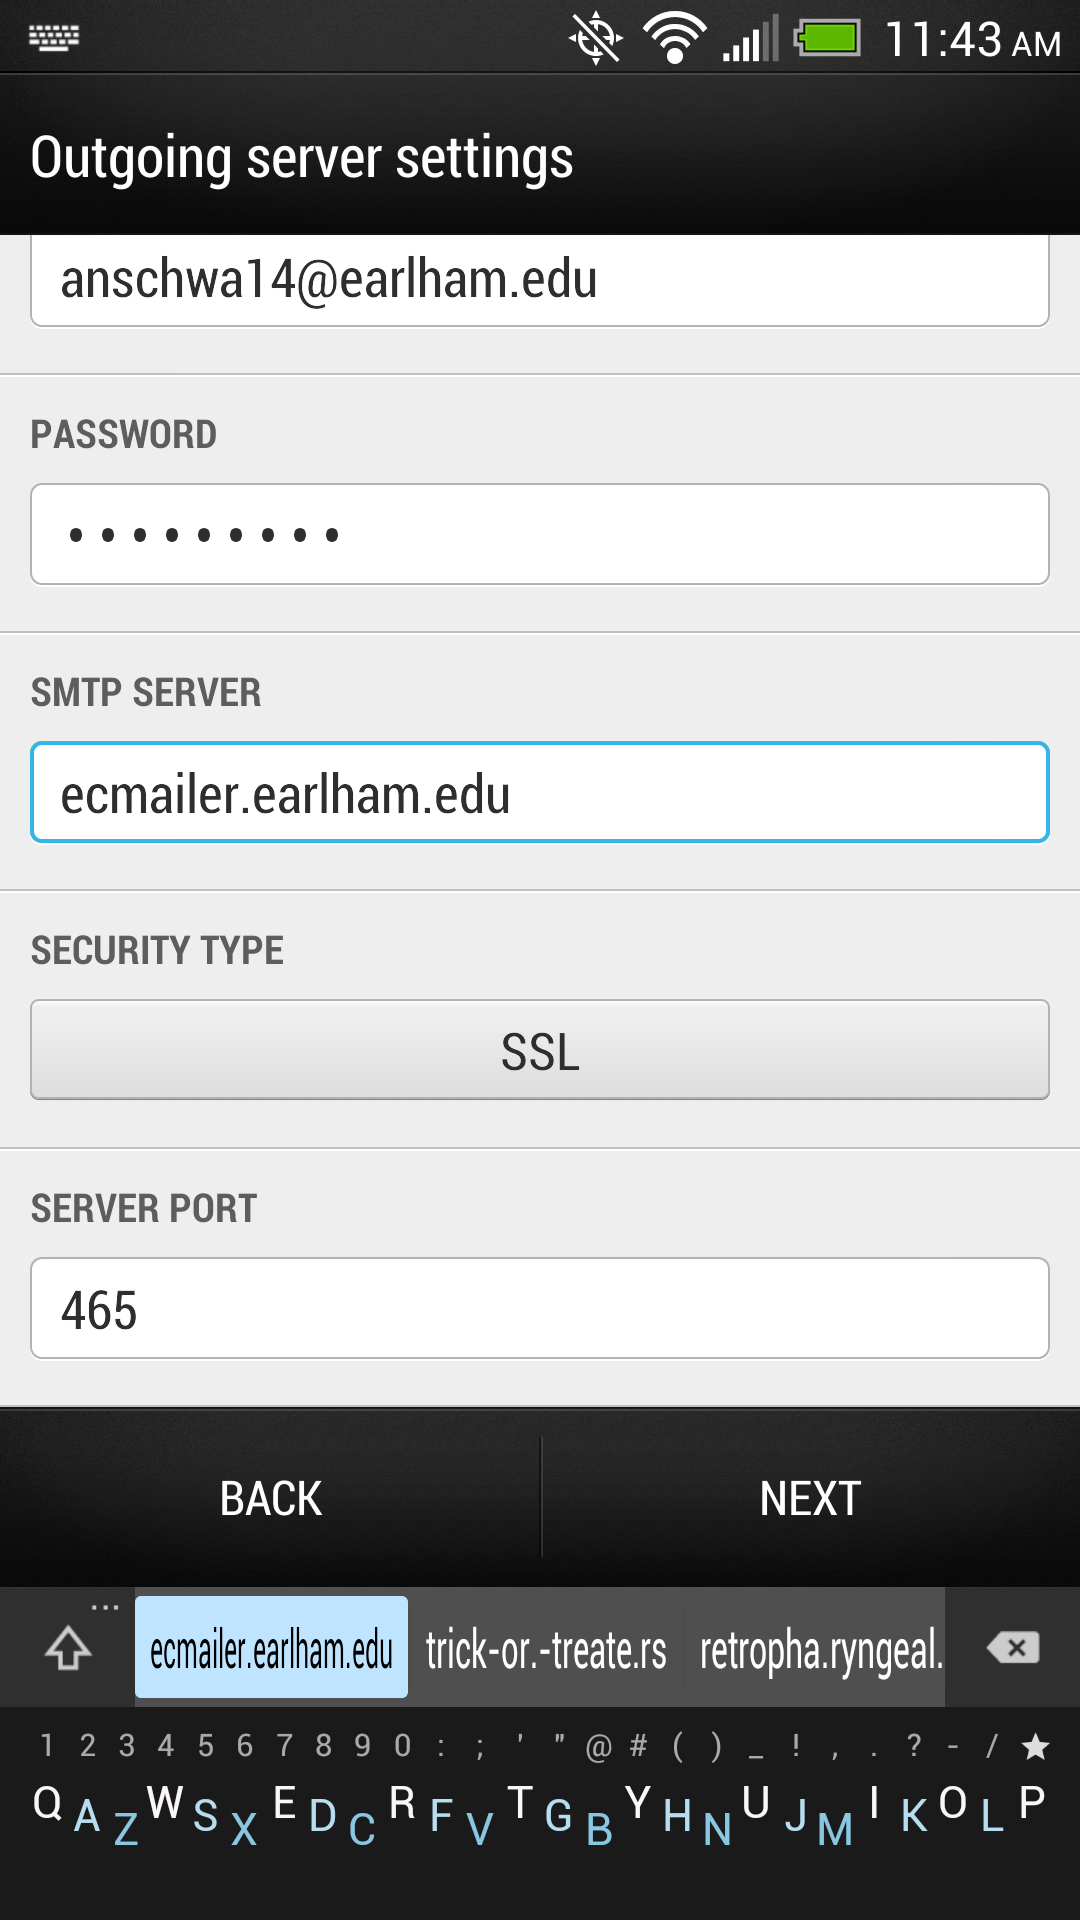 11:43 AM
Outgoing server settings
anschwa14@earlham.edu
PASSWORD
•••••••••
SMTP SERVER
ecmailer.earlham.edu
SECURITY TYPE
SSL
SERVER PORT
465
BACK NEXT
...
ecmailer.earlham.edu trick-or.-treate.rs retropha.ryngeal.
1 2 3 4 5 6 7 8 9 0 : ; ' " @ # ( ) _ ! , . ? - / ★
Q A Z W S X E D C R F V T G B Y H N U J M I K O L P